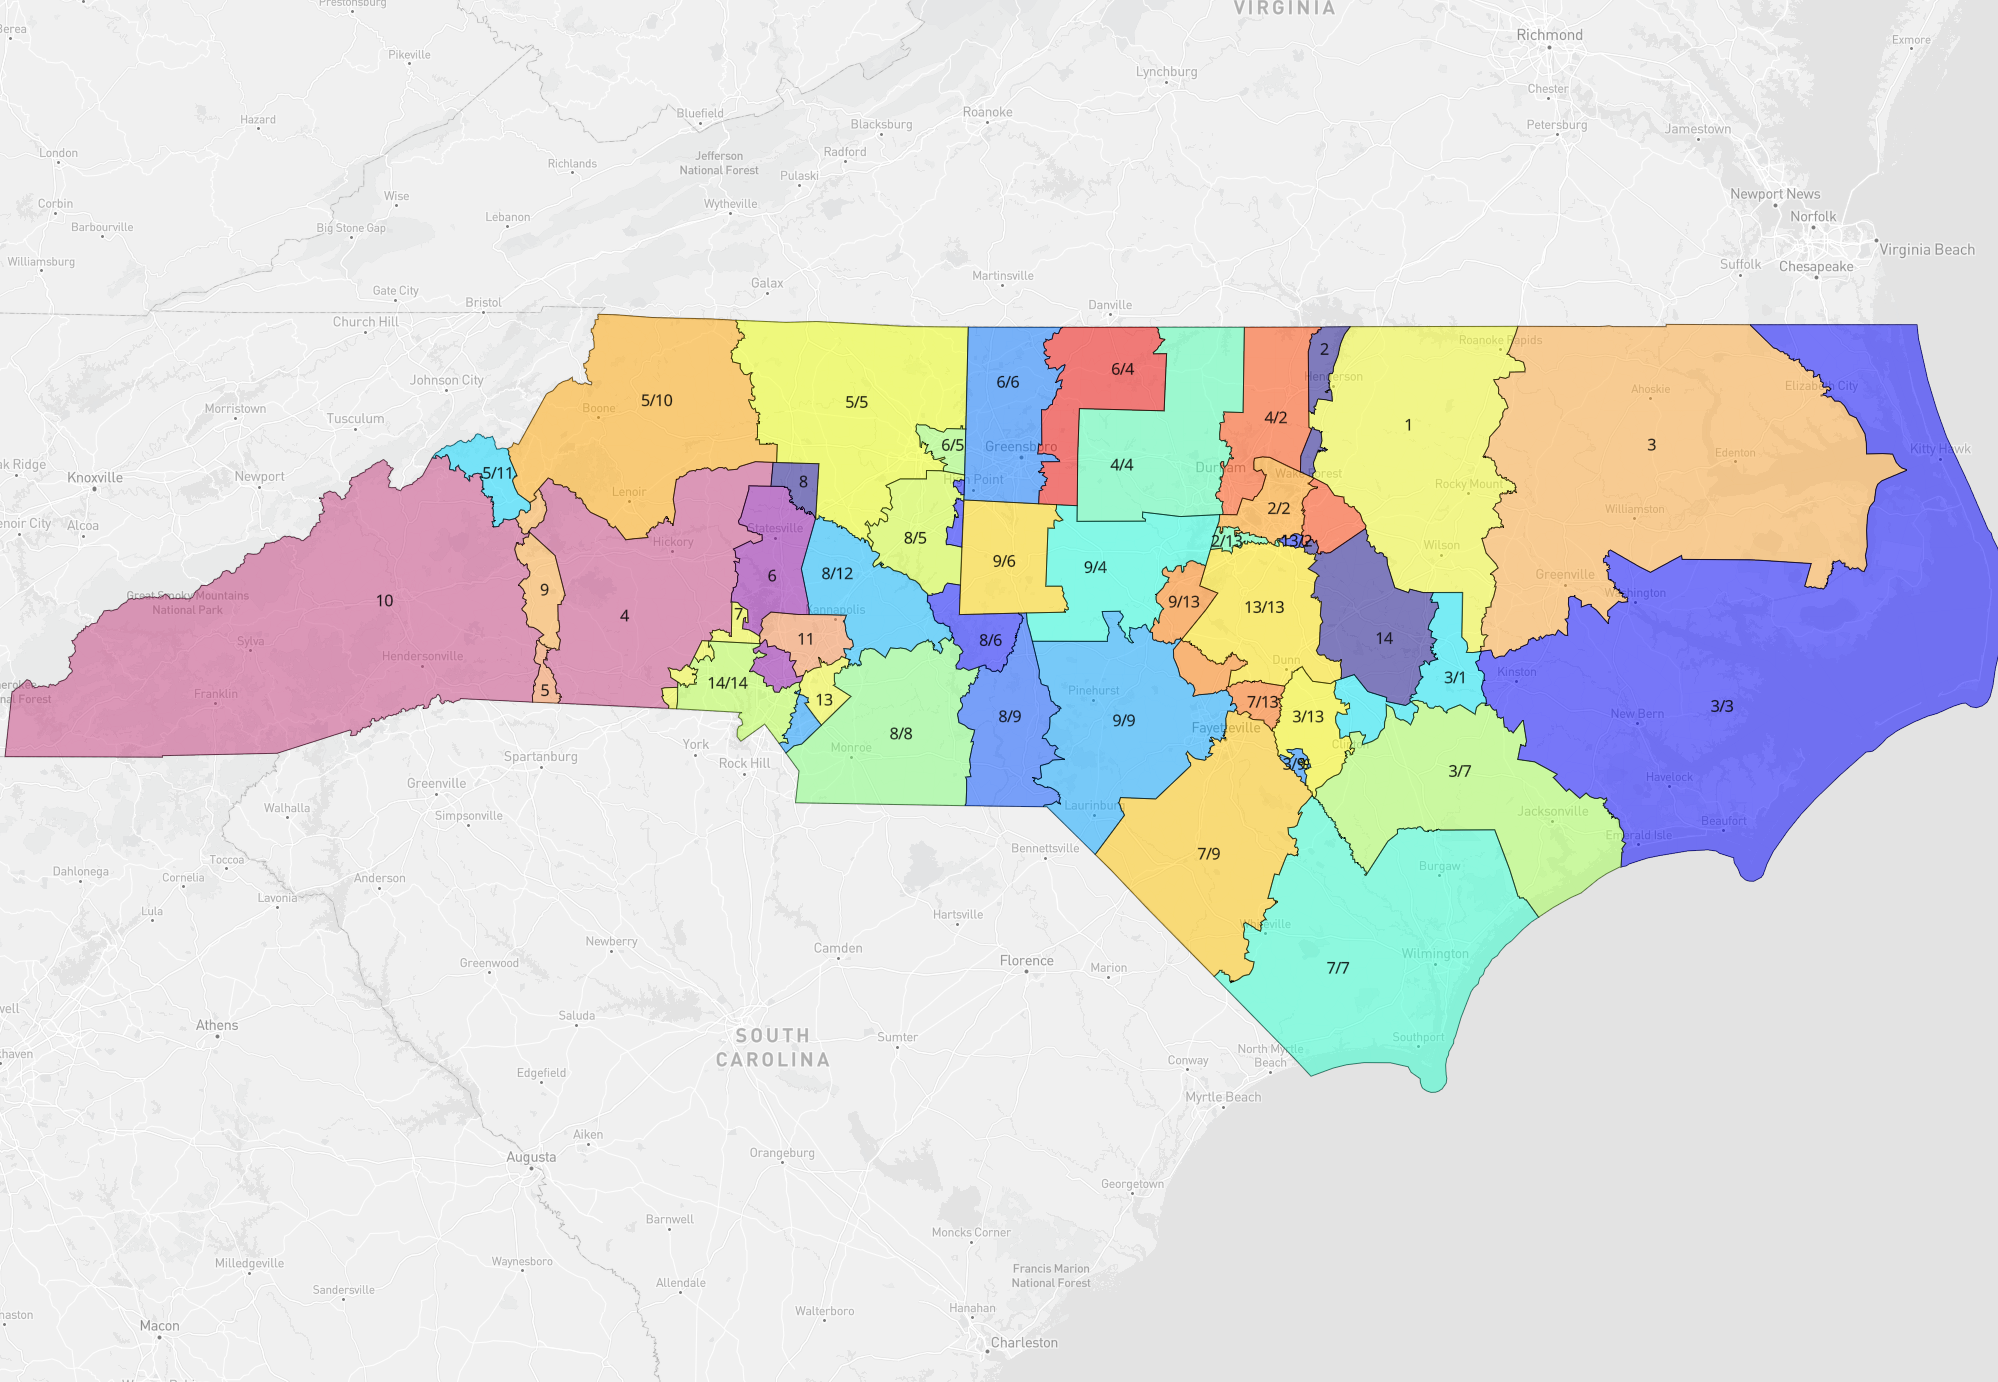 VIRGINIA
Prestonsburg
Berea
Richmond
Exmore
Pikeville
Lynchburg
Chester
Hazard
Bluefield
Roanoke
Blacksburg
Petersburg
Jamestown
London
Richlands
Jefferson
National Forest
Radford
Pulaski
Wise
Newport News
Corbin
Lebanon
Wytheville
Norfolk
Barbourville
Big Stone Gap
Virginia Beach
Williamsburg
Suffolk
Chesapeake
Galax
Martinsville
Gate City
Bristol
Danville
Church Hill
Roanoke Rapids
2
Johnson City
6/6
6/4
Henderson
Elizabeth City
Ahoskie
5/10
5/5
Boone
Morristown
Tusculum
4/2
1
3
6/5
Greensboro
Kitty Hawk
Elon
Edenton
ak Ridge
Knoxville
Newport
5/11
4/4
Durham
Wake Forest
8
High Point
Rocky Mount
Lenoir
2/2
Williamston
enoir City
Alcoa
Statesville
Hickory
8/5
2/13
13/2
Wilson
9/6
9/4
6
8/12
Greenville
9
Great Smoky Mountains
National Park
10
Washington
9/13
13/13
4
7
Kannapolis
Sylva
11
8/6
14
Hendersonville
Dunn
Kinston
3/1
Franklin
5
14/14
13
Pinehurst
7/13
3/3
8/9
9/9
3/13
New Bern
8/8
Fayetteville
York
Monroe
Clinton
Spartanburg
Rock Hill
3/9
3/7
Havelock
Greenville
Walhalla
Simpsonville
Laurinburg
Jacksonville
Beaufort
Emerald Isle
Bennettsville
7/9
Toccoa
Dahlonega
Cornelia
Anderson
Burgaw
Lavonia
Lula
Hartsville
Whiteville
Newberry
Camden
Wilmington
Greenwood
Florence
Marion
7/7
Athens
Saluda
SOUTH
CAROLINA
Sumter
Southport
North Myrtle
Beach
Conway
Edgefield
Myrtle Beach
Aiken
Orangeburg
Augusta
Georgetown
Barnwell
Moncks Corner
Milledgeville
Waynesboro
Francis Marion
National Forest
Sandersville
Allendale
Walterboro
Hanahan
Macon
Charleston